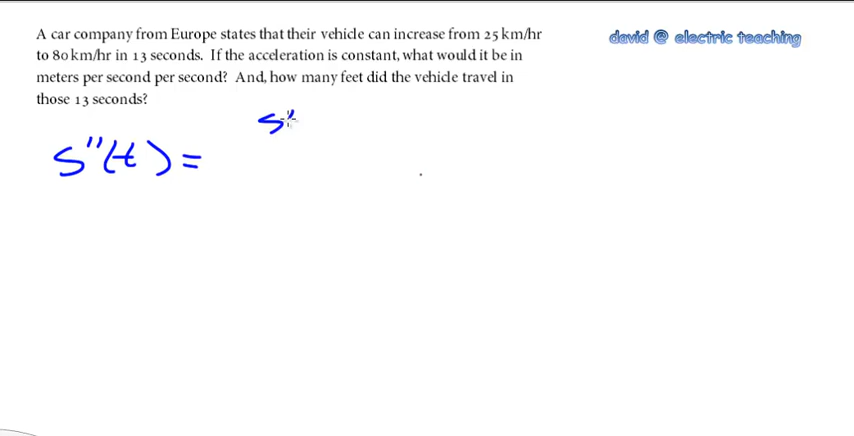 A car company from Europe states that their vehicle can increase from 25 km/hr
david @ electric teaching
to 80 km/hr in 13 seconds. If the acceleration is constant, what would it be in
meters per second per second? And, how many feet did the vehicle travel in
those 13 seconds?
s'
s''(t) =